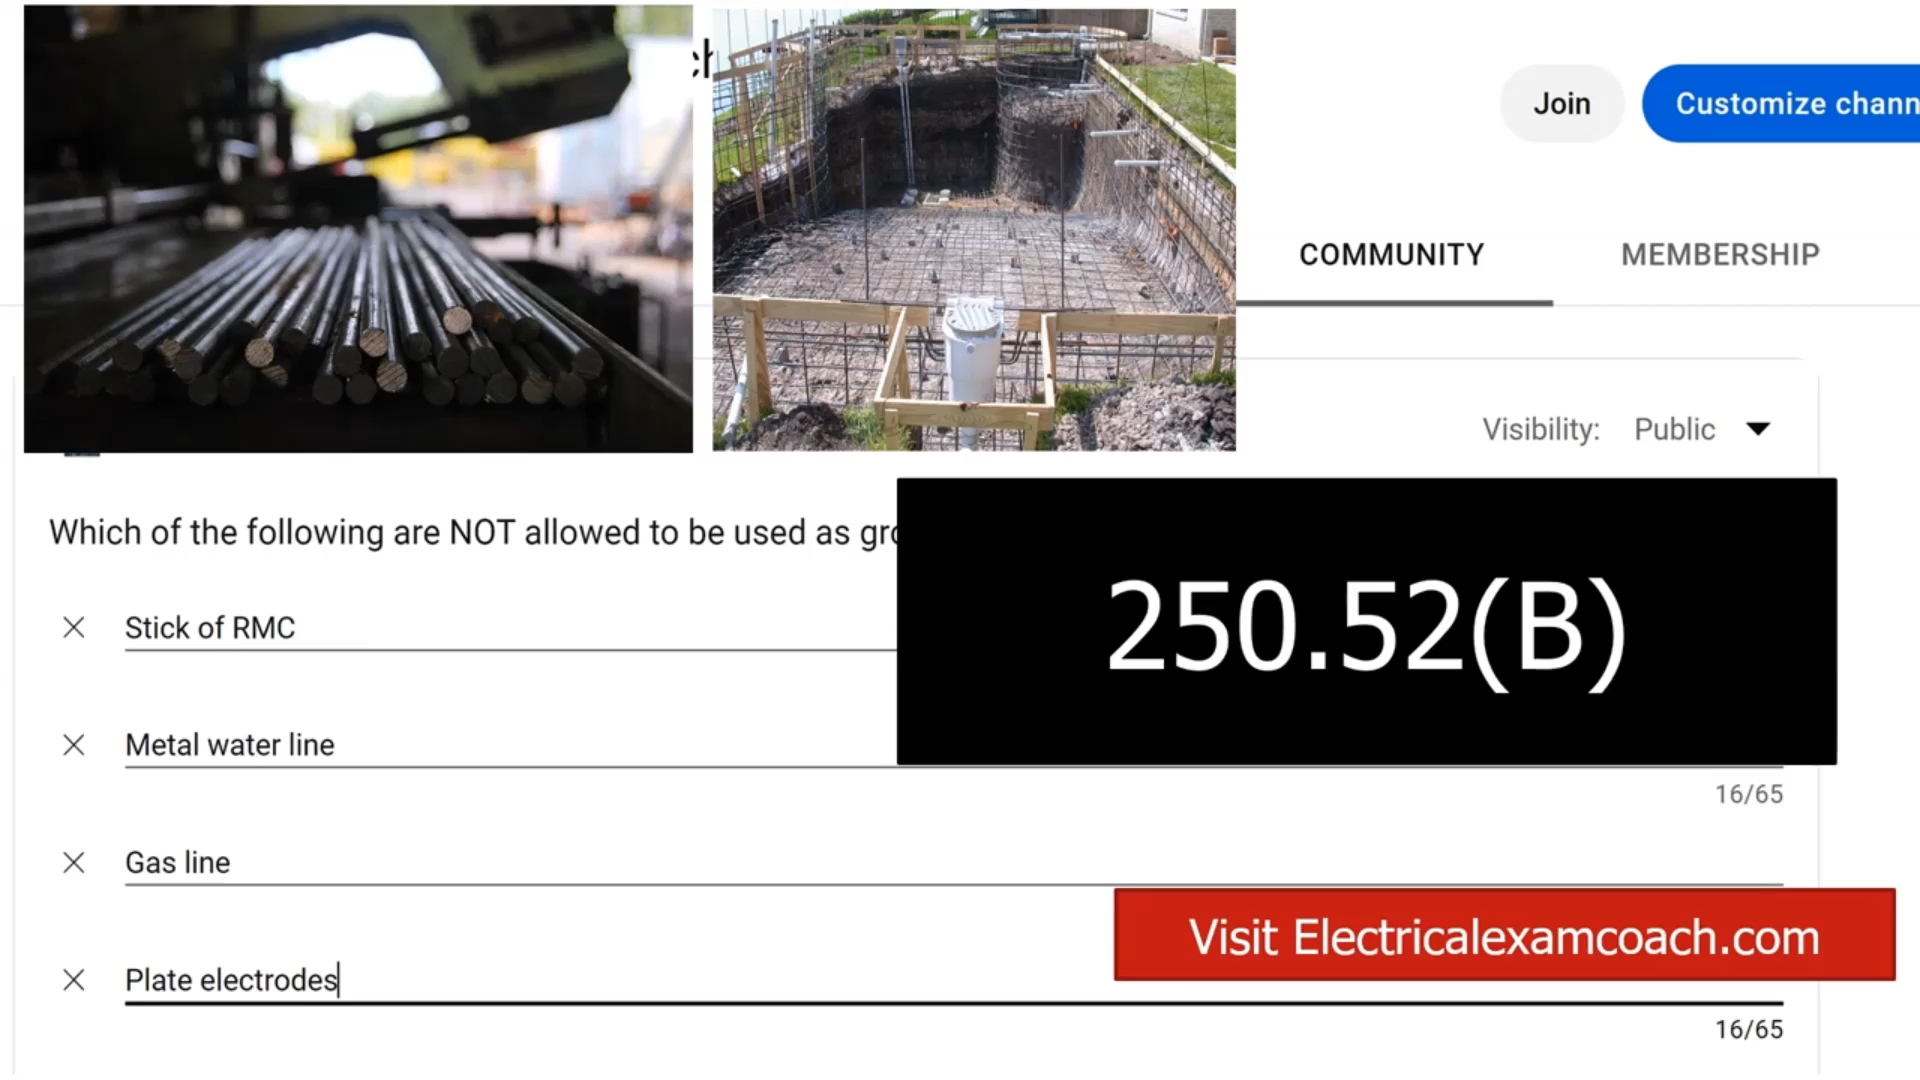 Join
Customize chann
COMMUNITY
MEMBERSHIP
Visibility: Public
Which of the following are NOT allowed to be used as gro
250.52(B)
Stick of RMC
Metal water line
16/65
Gas line
Visit Electricalexamcoach.com
Plate electrodes
16/65